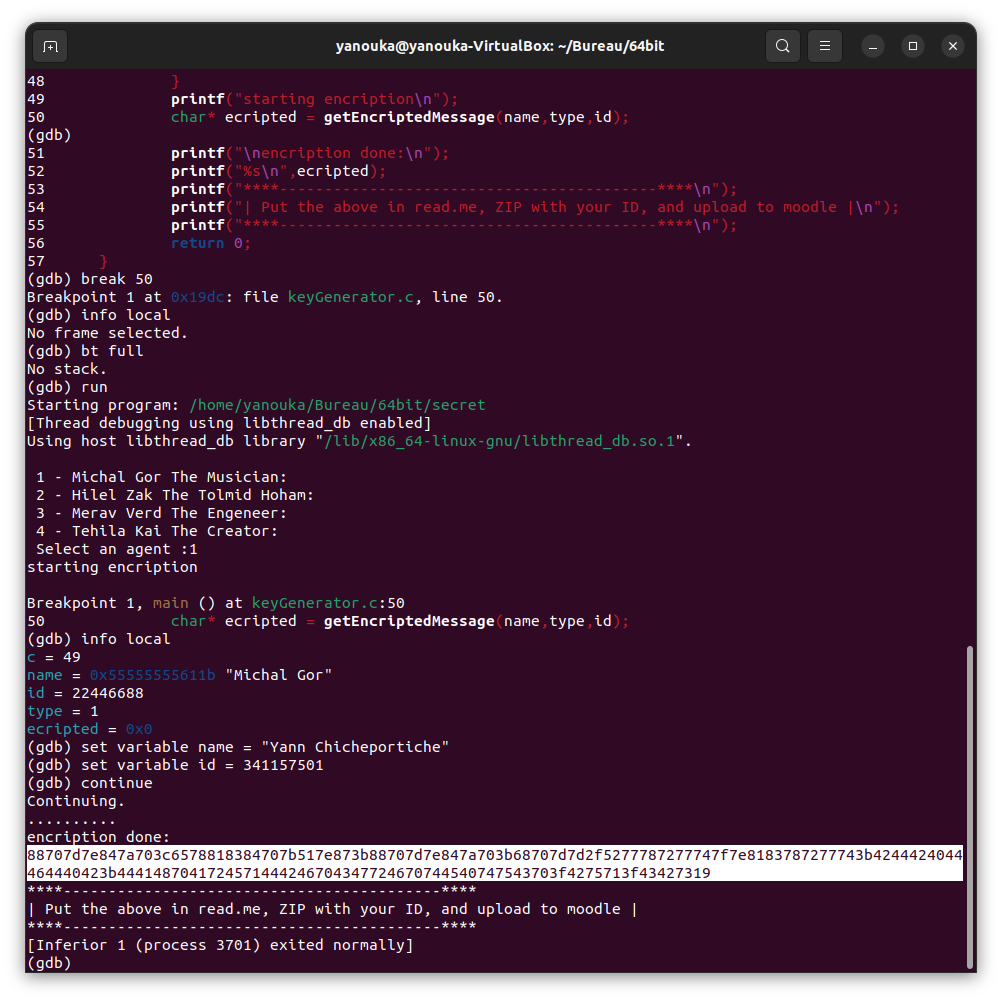 yanouka@yanouka-VirtualBox: ~/Bureau/64bit
48 }
49 printf("starting encription\n");
50 char* ecripted = getEncriptedMessage(name,type,id);
(gdb)
51 printf("\nencription done:\n");
52 printf("%s\n",ecripted);
53 printf("****------------------------------------------****\n");
54 printf("| Put the above in read.me, ZIP with your ID, and upload to moodle |\n");
55 printf("****------------------------------------------****\n");
56 return 0;
57 }
(gdb) break 50
Breakpoint 1 at 0x19dc: file keyGenerator.c, line 50.
(gdb) info local
No frame selected.
(gdb) bt full
No stack.
(gdb) run
Starting program: /home/yanouka/Bureau/64bit/secret
[Thread debugging using libthread_db enabled]
Using host libthread_db library "/lib/x86_64-linux-gnu/libthread_db.so.1".
1 - Michal Gor The Musician:
2 - Hilel Zak The Tolmid Hoham:
3 - Merav Verd The Engeneer:
4 - Tehila Kai The Creator:
Select an agent :1
starting encription
Breakpoint 1, main () at keyGenerator.c:50
50 char* ecripted = getEncriptedMessage(name,type,id);
(gdb) info local
c = 49
name = 0x55555555611b "Michal Gor"
id = 22446688
type = 1
ecripted = 0x0
(gdb) set variable name = "Yann Chicheportiche"
(gdb) set variable id = 341157501
(gdb) continue
Continuing.
..........
encription done:
88707d7e847a703c6578818384707b517e873b88707d7e847a703b68707d7d2f5277787277747f7e8183787277743b4244424044
464440423b44414870417245714442467043477246707445407475437​03f4275713f43427319
****------------------------------------------****
| Put the above in read.me, ZIP with your ID, and upload to moodle |
****------------------------------------------****
[Inferior 1 (process 3701) exited normally]
(gdb)